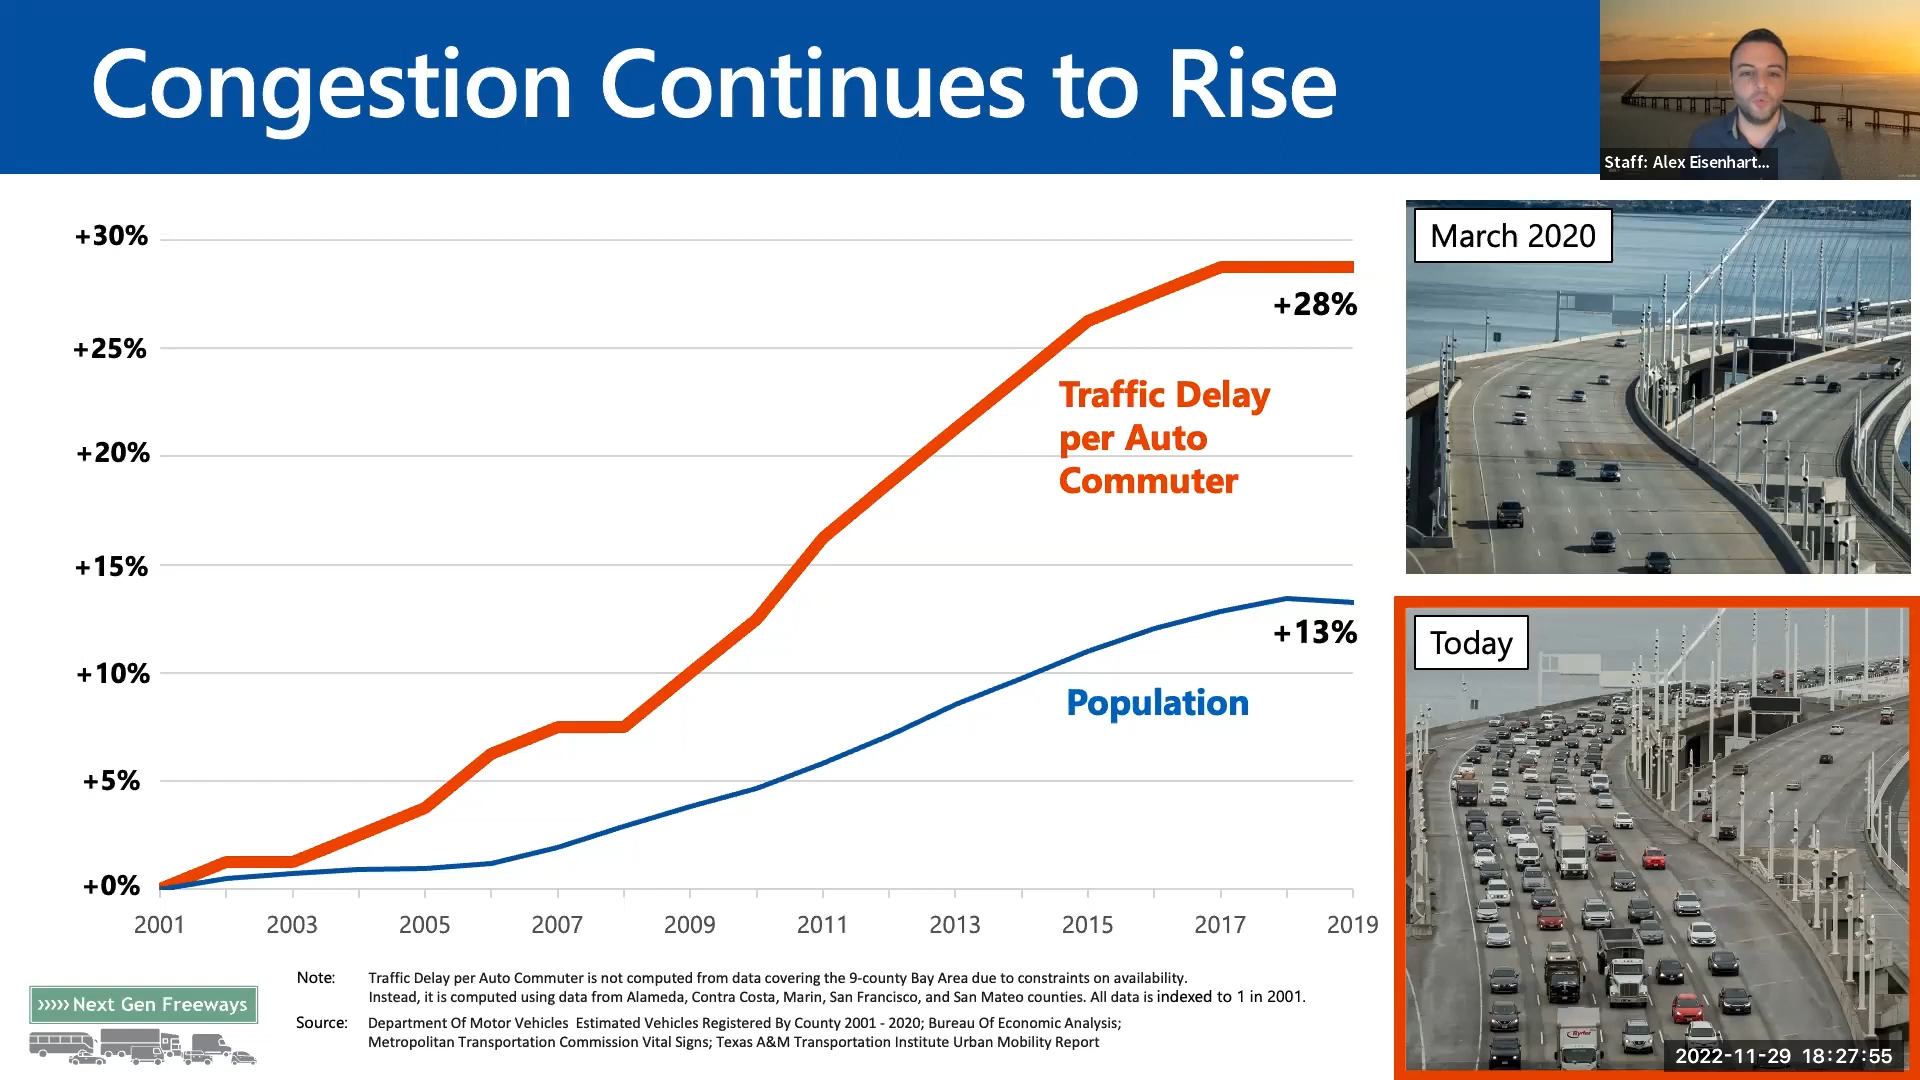 Congestion Continues to Rise
Staff: Alex Eisenhart...
+30%
+25%
+20%
+15%
+10%
+5%
+0%
+28%
Traffic Delay
per Auto
Commuter
+13%
Population
2001 2003 2005 2007 2009 2011 2013 2015 2017 2019
March 2020
Today
Ryder
››››› Next Gen Freeways
Note: Traffic Delay per Auto Commuter is not computed from data covering the 9-county Bay Area due to constraints on availability.
Instead, it is computed using data from Alameda, Contra Costa, Marin, San Francisco, and San Mateo counties. All data is indexed to 1 in 2001.
Source: Department Of Motor Vehicles Estimated Vehicles Registered By County 2001 - 2020; Bureau Of Economic Analysis;
Metropolitan Transportation Commission Vital Signs; Texas A&M Transportation Institute Urban Mobility Report
2022-11-29 18:27:55